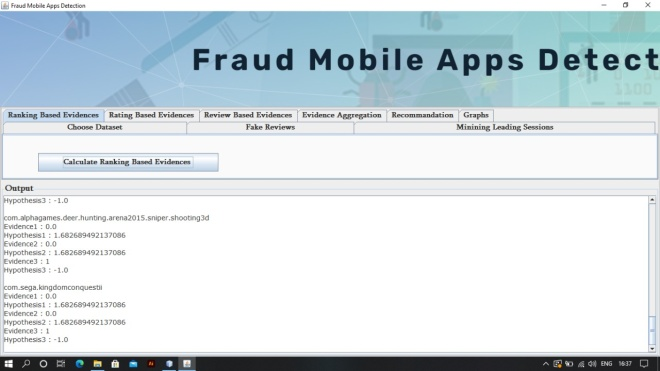 Fraud Mobile Apps Detection
Fraud Mobile Apps Detect
Ranking Based Evidences Rating Based Evidences Review Based Evidences Evidence Aggregation Recommandation Graphs
Choose Dataset Fake Reviews Minining Leading Sessions
Calculate Ranking Based Evidences
Output
Hypothesis3 : -1.0
com.alphagames.deer.hunting.arena2015.sniper.shooting3d
Evidence1 : 0.0
Hypothesis1 : 1.682689492137086
Evidence2 : 0.0
Hypothesis2 : 1.682689492137086
Evidence3 : 1
Hypothesis3 : -1.0
com.sega.kingdomconquestii
Evidence1 : 0.0
Hypothesis1 : 1.682689492137086
Evidence2 : 0.0
Hypothesis2 : 1.682689492137086
Evidence3 : 1
Hypothesis3 : -1.0
ENG 16:37